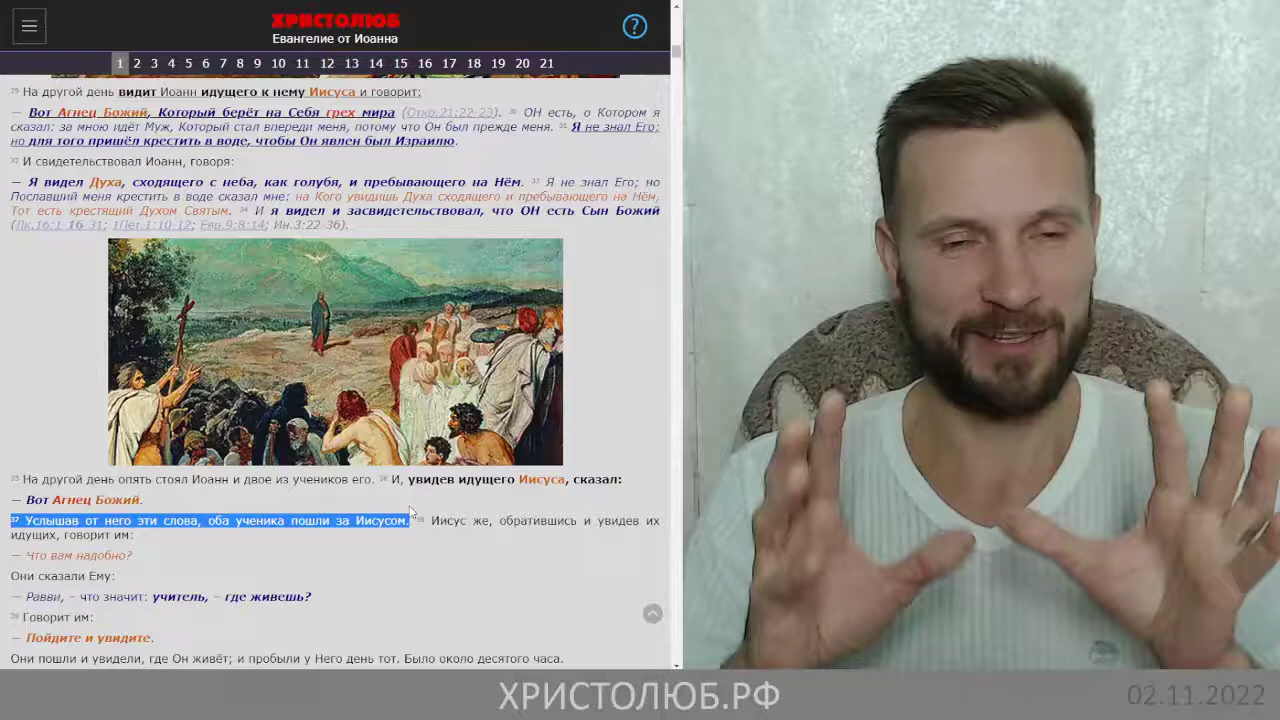 ХРИСТОЛЮБ
Евангелие от Иоанна
?
1 2 3 4 5 6 7 8 9 10 11 12 13 14 15 16 17 18 19 20 21
29 На другой день видит Иоанн идущего к нему Иисуса и говорит:
— Вот Агнец Божий, Который берёт на Себя грех мира (Откр.21:22-23). 30 ОН есть, о Котором я
сказал: за мною идёт Муж, Который стал впереди меня, потому что Он был прежде меня. 31 Я не знал Его;
но для того пришёл крестить в воде, чтобы Он явлен был Израилю.
32 И свидетельствовал Иоанн, говоря:
— Я видел Духа, сходящего с неба, как голубя, и пребывающего на Нём. 33 Я не знал Его; но
Пославший меня крестить в воде сказал мне: на Кого увидишь Духа сходящего и пребывающего на Нём,
Тот есть крестящий Духом Святым. 34 И я видел и засвидетельствовал, что ОН есть Сын Божий
(Лк.16:1-16-31; 1Пет.1:10-12; Евр.9:8:14; Ин.3:22-36).
35 На другой день опять стоял Иоанн и двое из учеников его. 36 И, увидев идущего Иисуса, сказал:
— Вот Агнец Божий.
37 Услышав от него эти слова, оба ученика пошли за Иисусом. 38 Иисус же, обратившись и увидев их
идущих, говорит им:
— Что вам надобно?
Они сказали Ему:
— Равви, – что значит: учитель, – где живешь?
39 Говорит им:
— Пойдите и увидите.
Они пошли и увидели, где Он живёт; и пробыли у Него день тот. Было около десятого часа.
ХРИСТОЛЮБ.РФ
02.11.2022